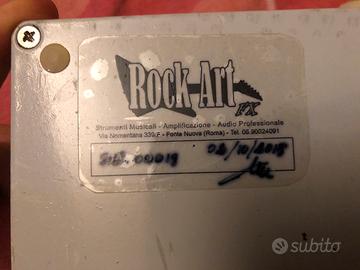 Rock Art
FX
Strumenti Musicali - Amplificazione - Audio Professionale
Via Nomentana 339/F - Fonte Nuova (Roma) - Tel. 06.90024091
02/10/2018
subito